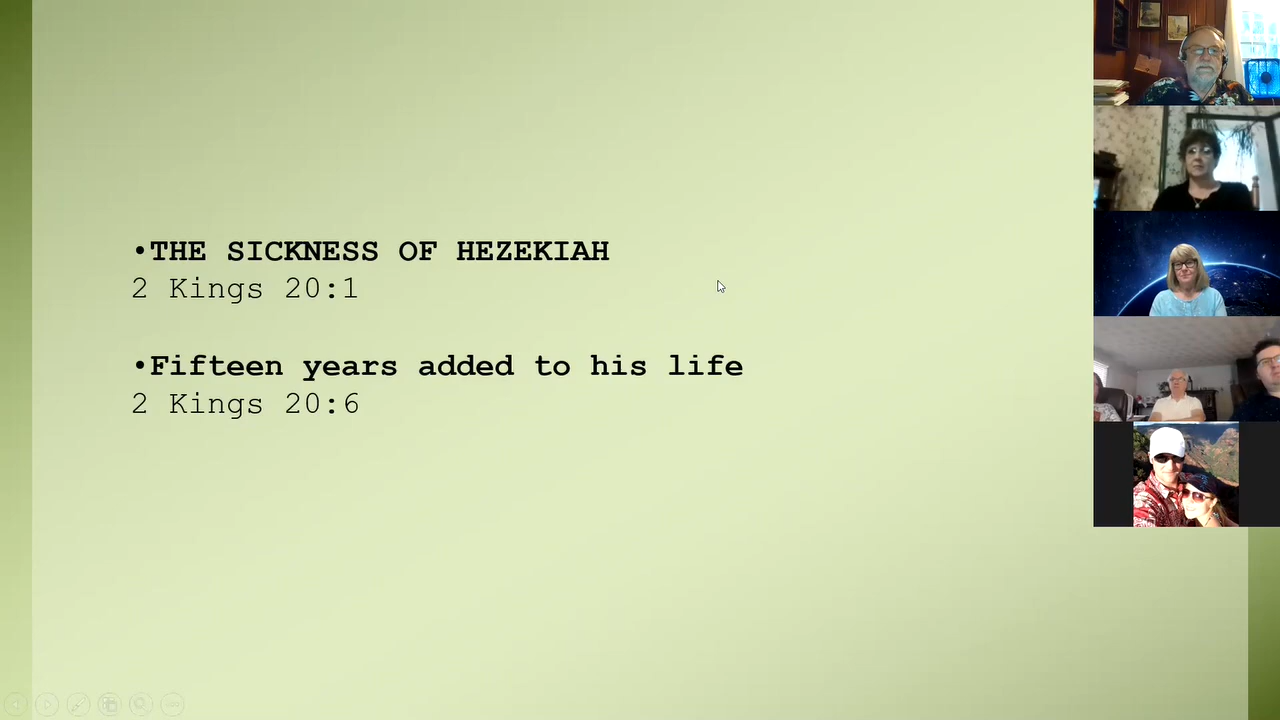 •THE SICKNESS OF HEZEKIAH
2 Kings 20:1
•Fifteen years added to his life
2 Kings 20:6